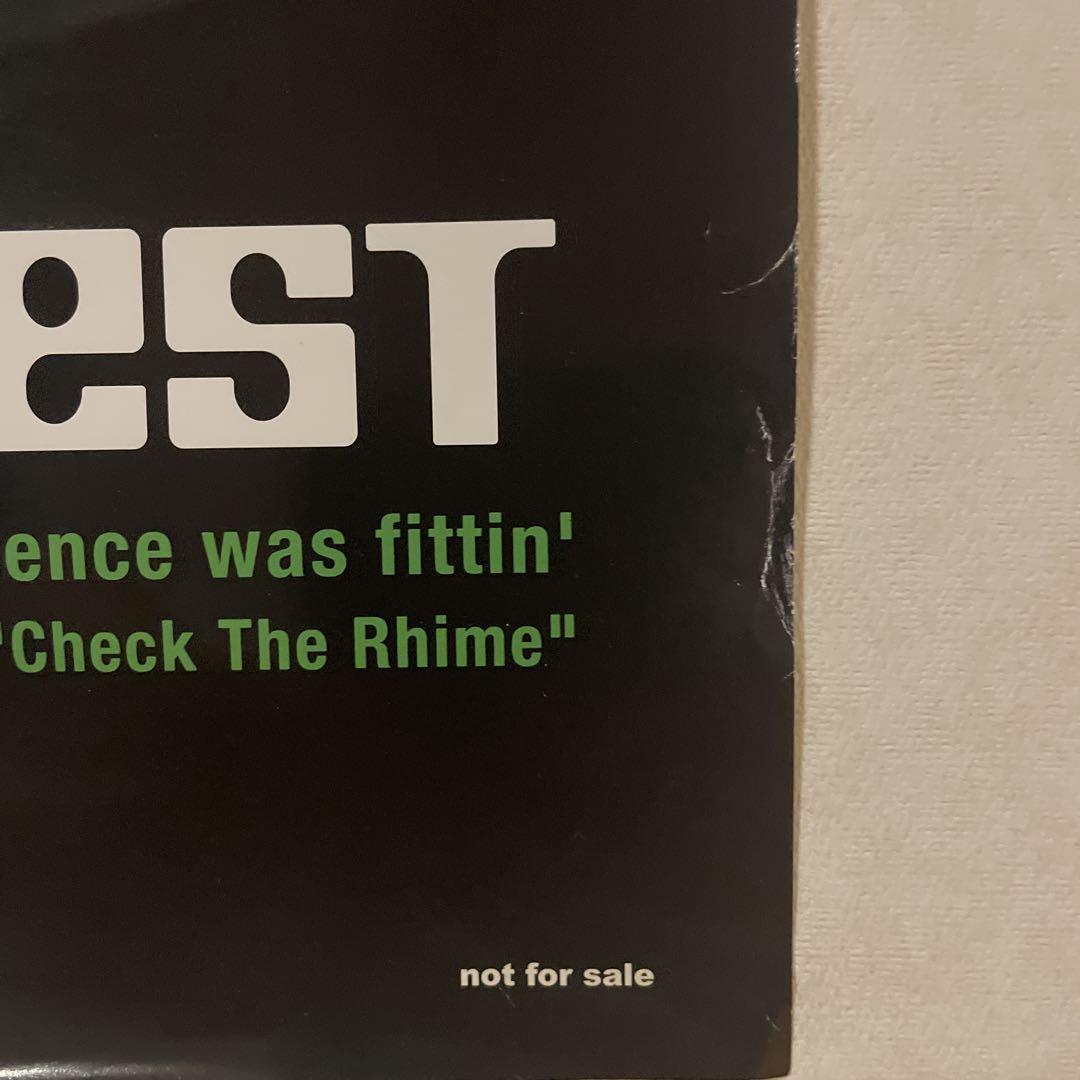 est
ence was fittin'
"Check The Rhime"
not for sale